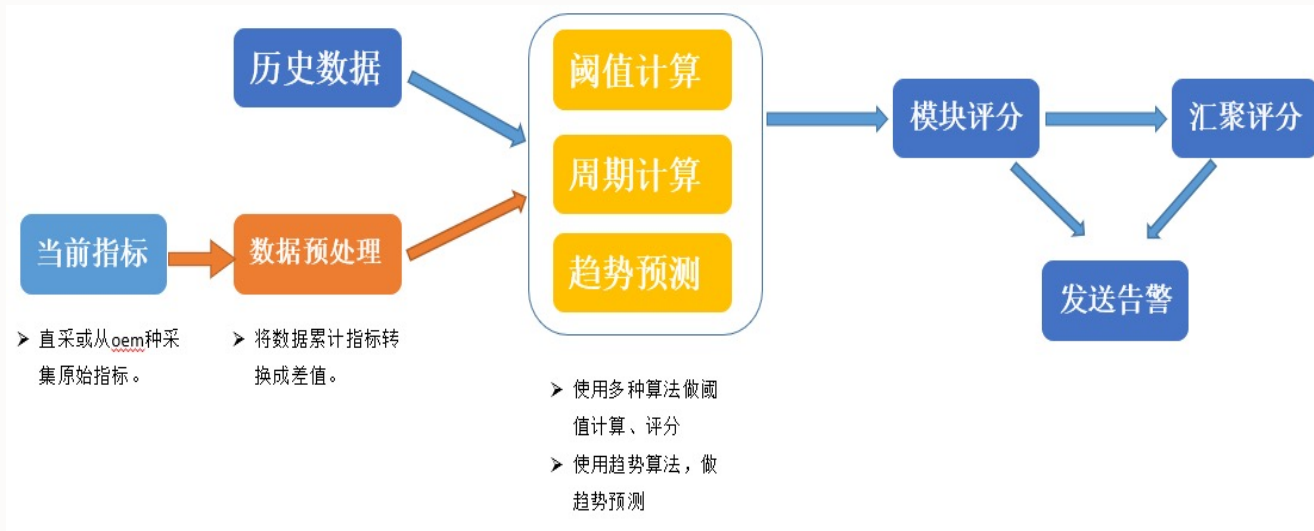 历史数据
阈值计算
模块评分
汇聚评分
周期计算
当前指标
数据预处理
趋势预测
发送告警
➢ 直采或从oem种采
集原始指标。
➢ 将数据累计指标转
换成差值。
➢ 使用多种算法做阈
值计算、评分
➢ 使用趋势算法，做
趋势预测